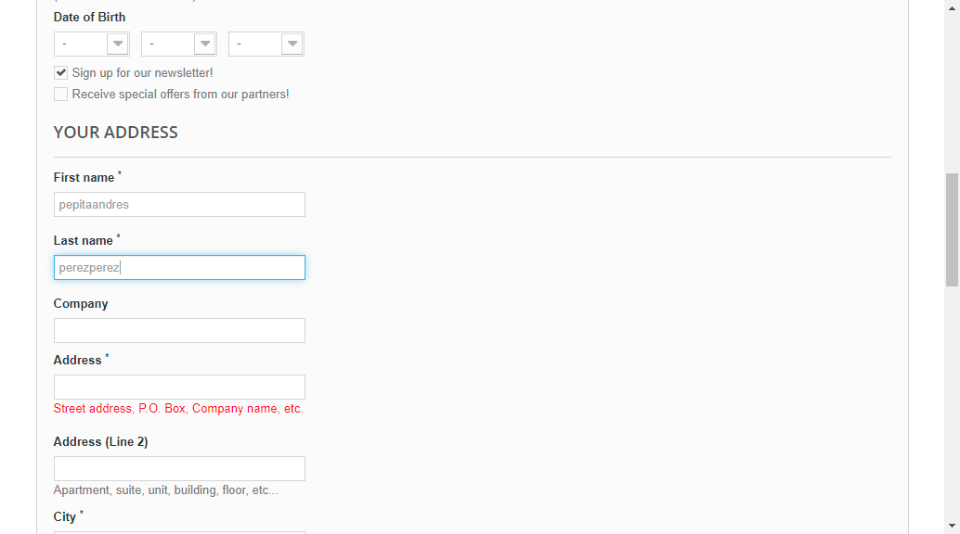 Date of Birth
- - -
Sign up for our newsletter!
Receive special offers from our partners!
YOUR ADDRESS
First name *
pepitaandres
Last name *
perezperez
Company
Address *
Street address, P.O. Box, Company name, etc.
Address (Line 2)
Apartment, suite, unit, building, floor, etc...
City *